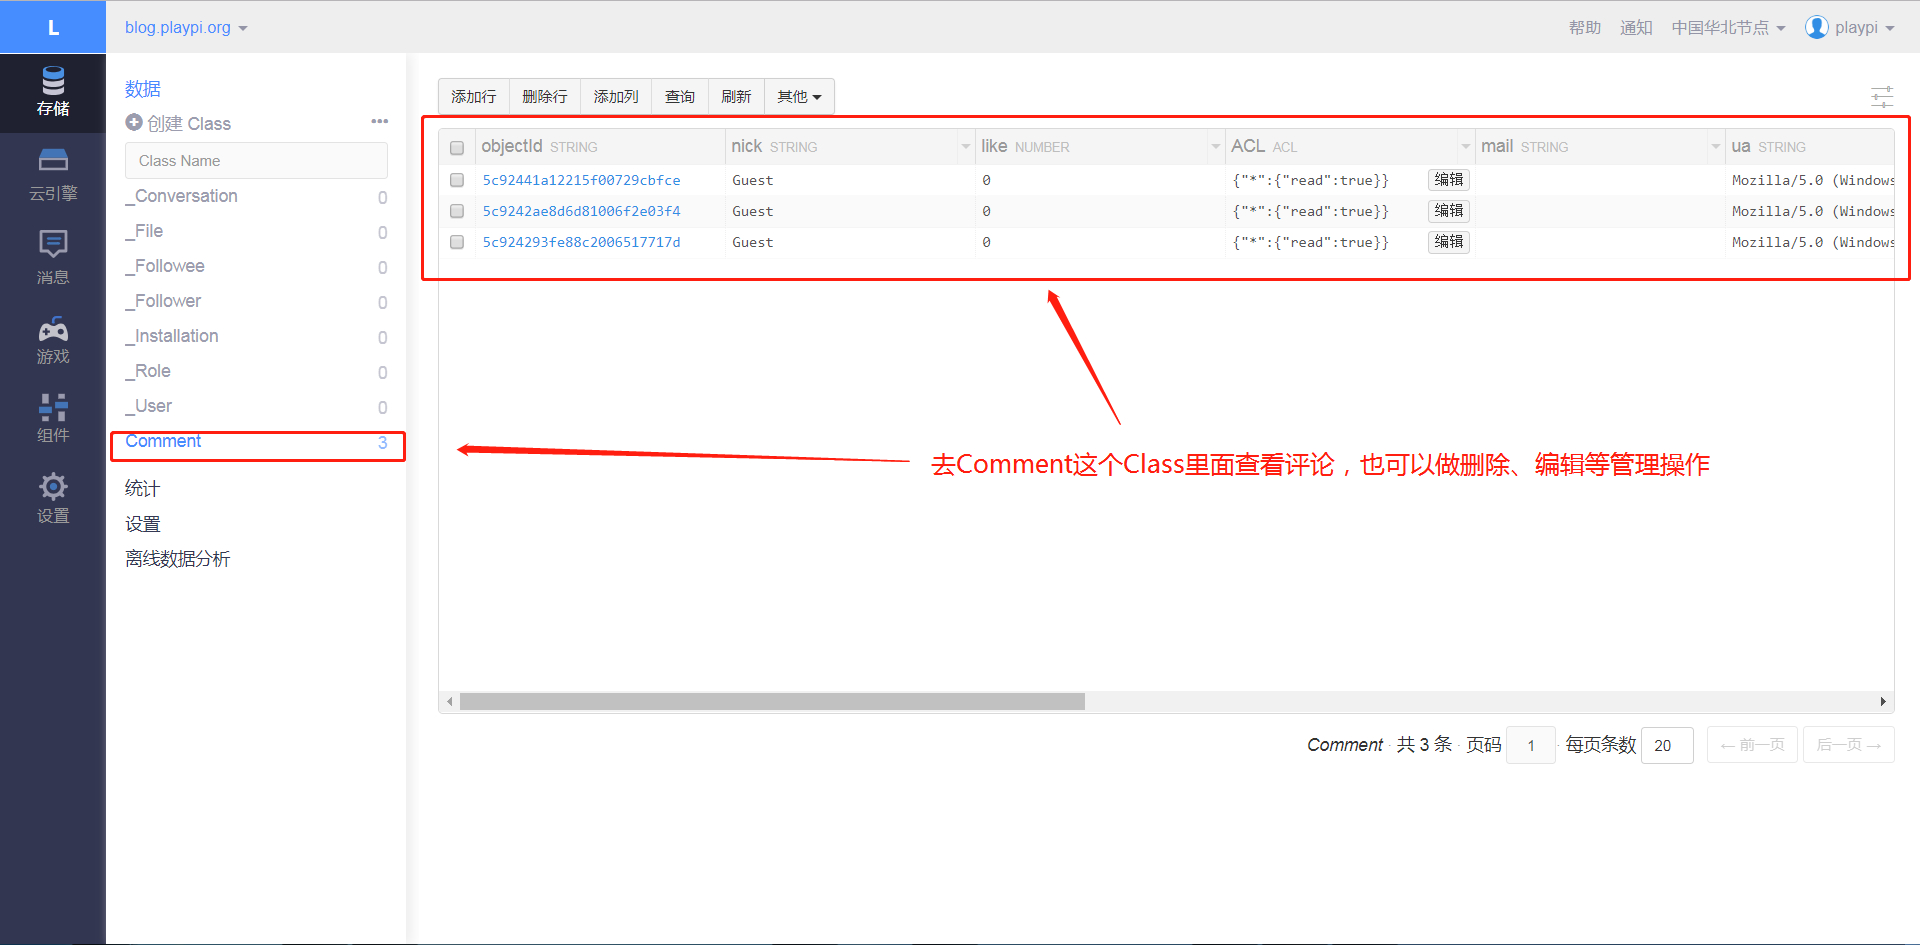 L
blog.playpi.org
帮助 通知 中国华北节点 playpi
存储
云引擎
消息
游戏
组件
设置
数据
创建 Class
Class Name
_Conversation 0
_File 0
_Followee 0
_Follower 0
_Installation 0
_Role 0
_User 0
Comment 3
统计
设置
离线数据分析
添加行 删除行 添加列 查询 刷新 其他
objectId STRING nick STRING like NUMBER ACL ACL mail STRING ua STRING
5c92441a12215f00729cbfce Guest 0 {"*":{"read":true}} 编辑 Mozilla/5.0 (Windows
5c9242ae8d6d81006f2e03f4 Guest 0 {"*":{"read":true}} 编辑 Mozilla/5.0 (Windows
5c924293fe88c2006517717d Guest 0 {"*":{"read":true}} 编辑 Mozilla/5.0 (Windows
去Comment这个Class里面查看评论，也可以做删除、编辑等管理操作
Comment · 共 3 条 · 页码 1 · 每页条数 20 ← 前一页 后一页 →